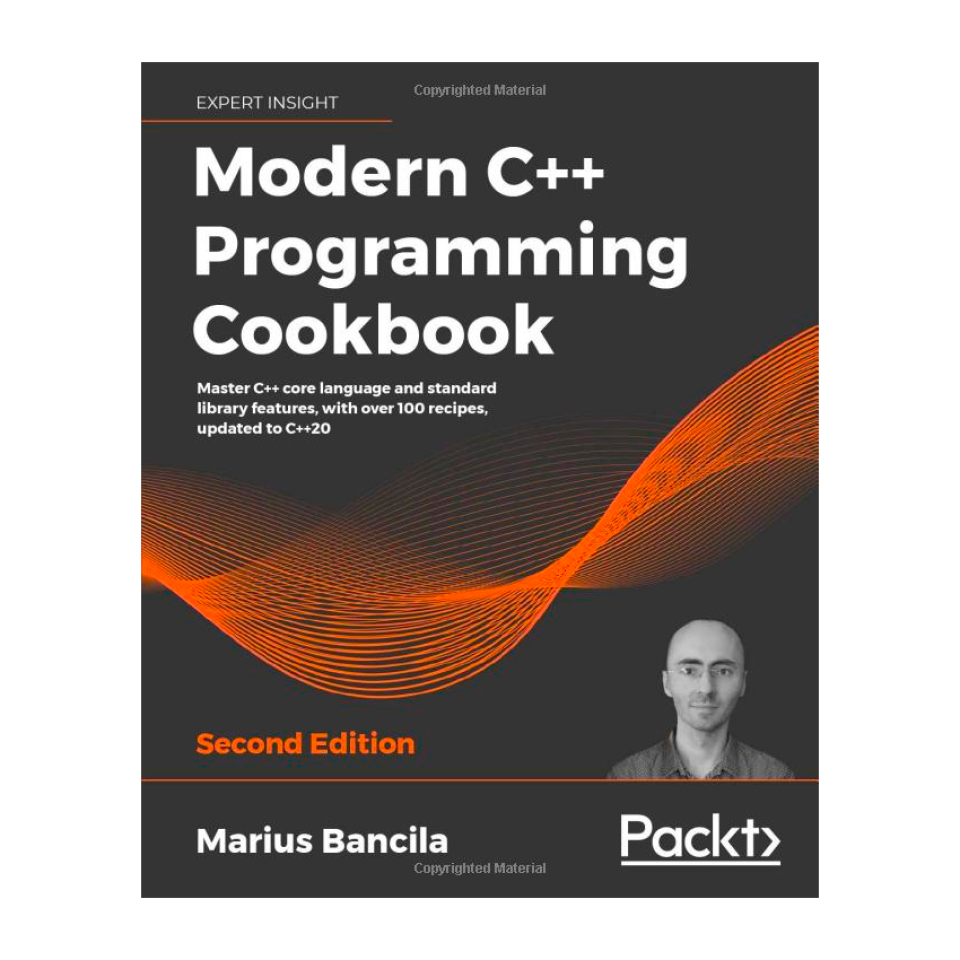 Copyrighted Material
EXPERT INSIGHT
Modern C++
Programming
Cookbook
Master C++ core language and standard
library features, with over 100 recipes,
updated to C++20
Second Edition
Marius Bancila
Packt>
Copyrighted Material